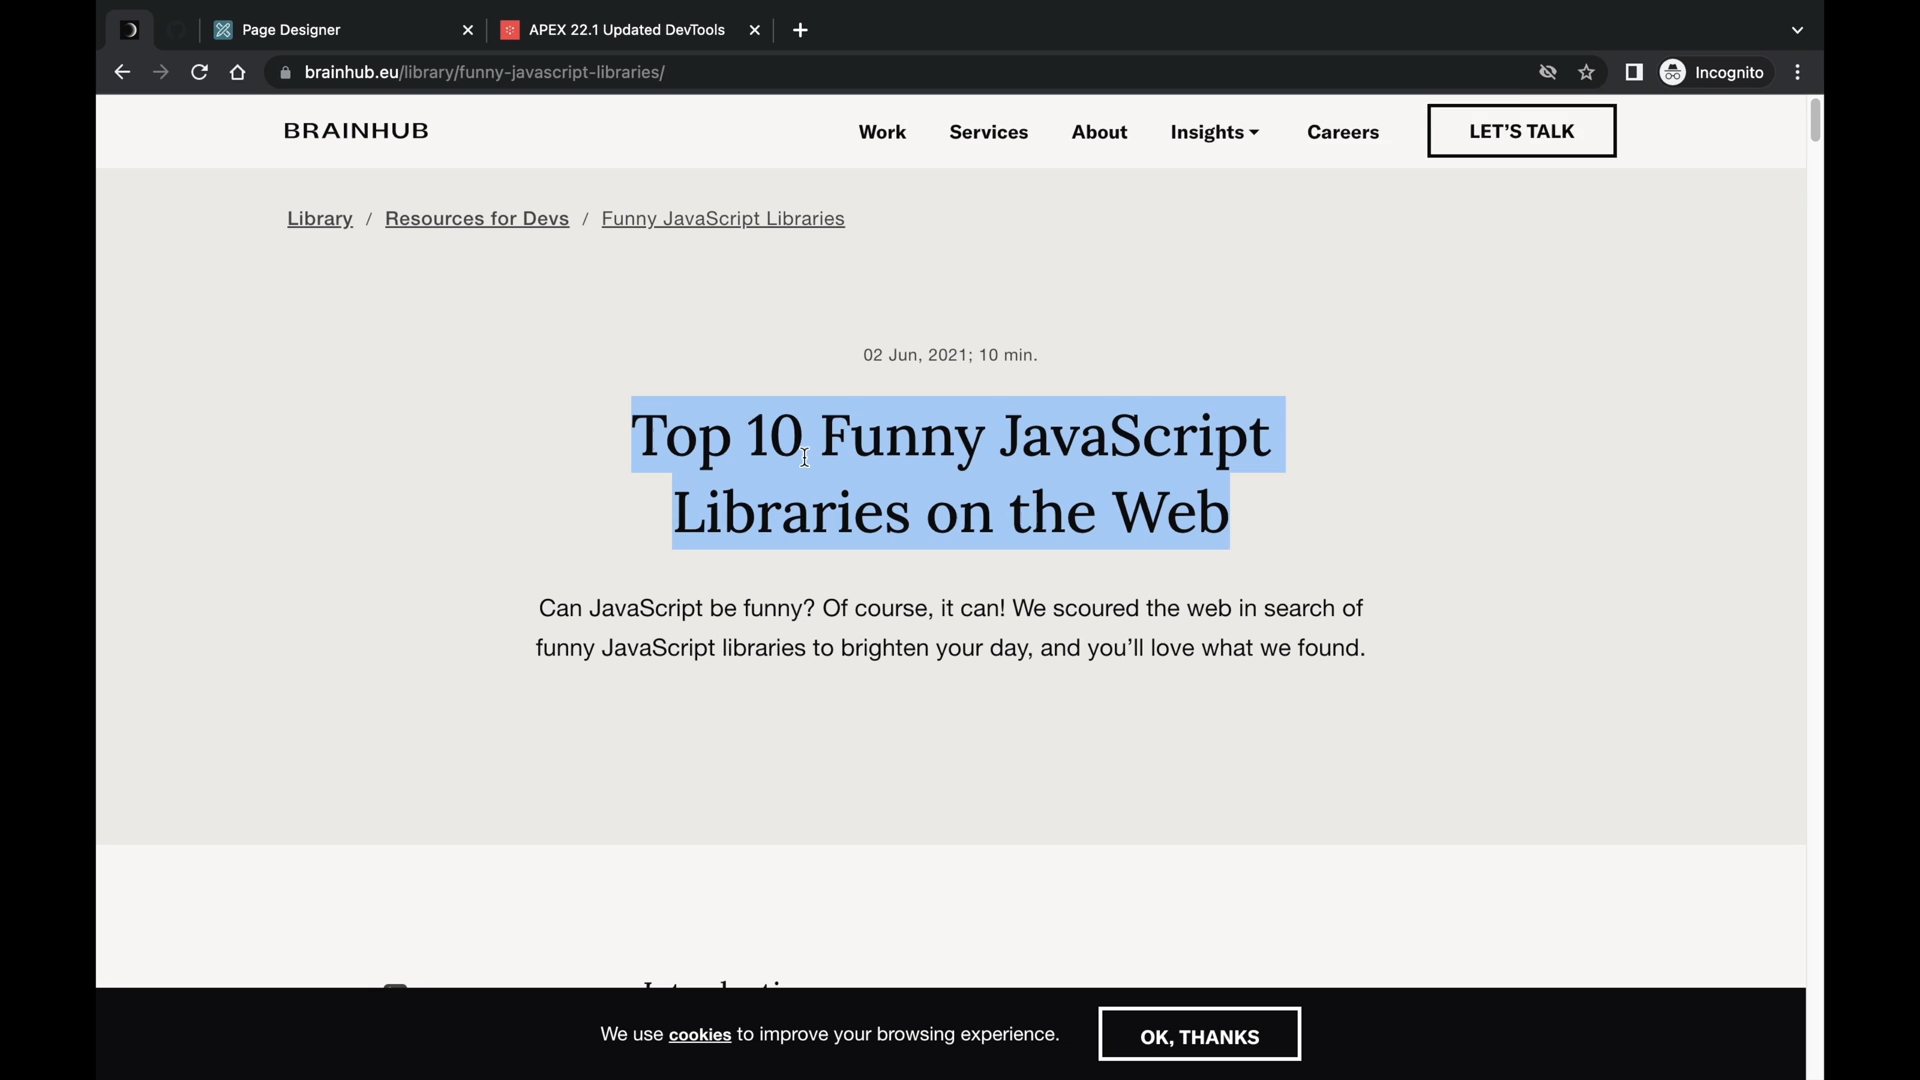 Page Designer
APEX 22.1 Updated DevTools
brainhub.eu/library/funny-javascript-libraries/
Incognito
BRAINHUB
Work
Services
About
Insights
Careers
LET’S TALK
Library / Resources for Devs / Funny JavaScript Libraries
02 Jun, 2021; 10 min.
Top 10 Funny JavaScript
Libraries on the Web
Can JavaScript be funny? Of course, it can! We scoured the web in search of
funny JavaScript libraries to brighten your day, and you’ll love what we found.
We use cookies to improve your browsing experience.
OK, THANKS